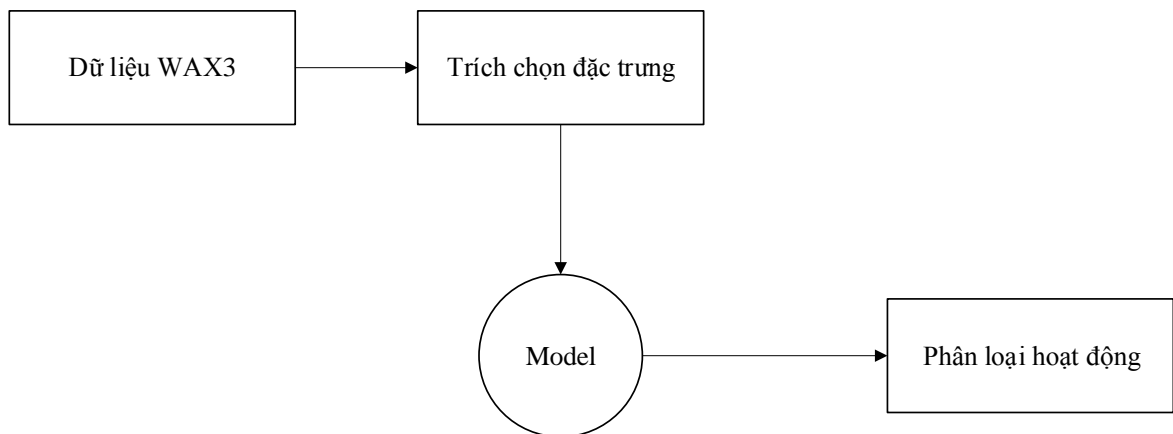 Dữ liệu WAX3
Trích chọn đặc trưng
Model
Phân loại hoạt động